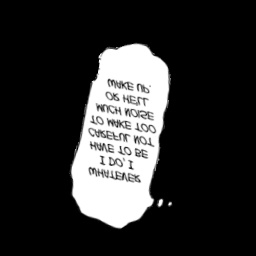 WHATEVER
I DO, I
HAVE TO BE
CAREFUL NOT
TO MAKE TOO
MUCH NOISE
OR HE'LL
WAKE UP.